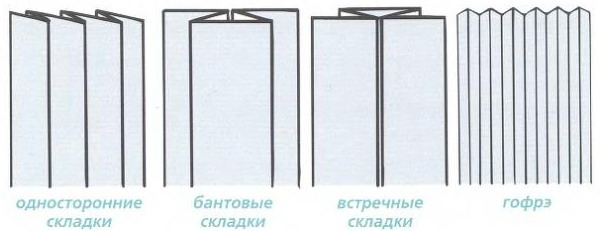 односторонние
складки
бантовые
складки
встречные
складки
гофрэ